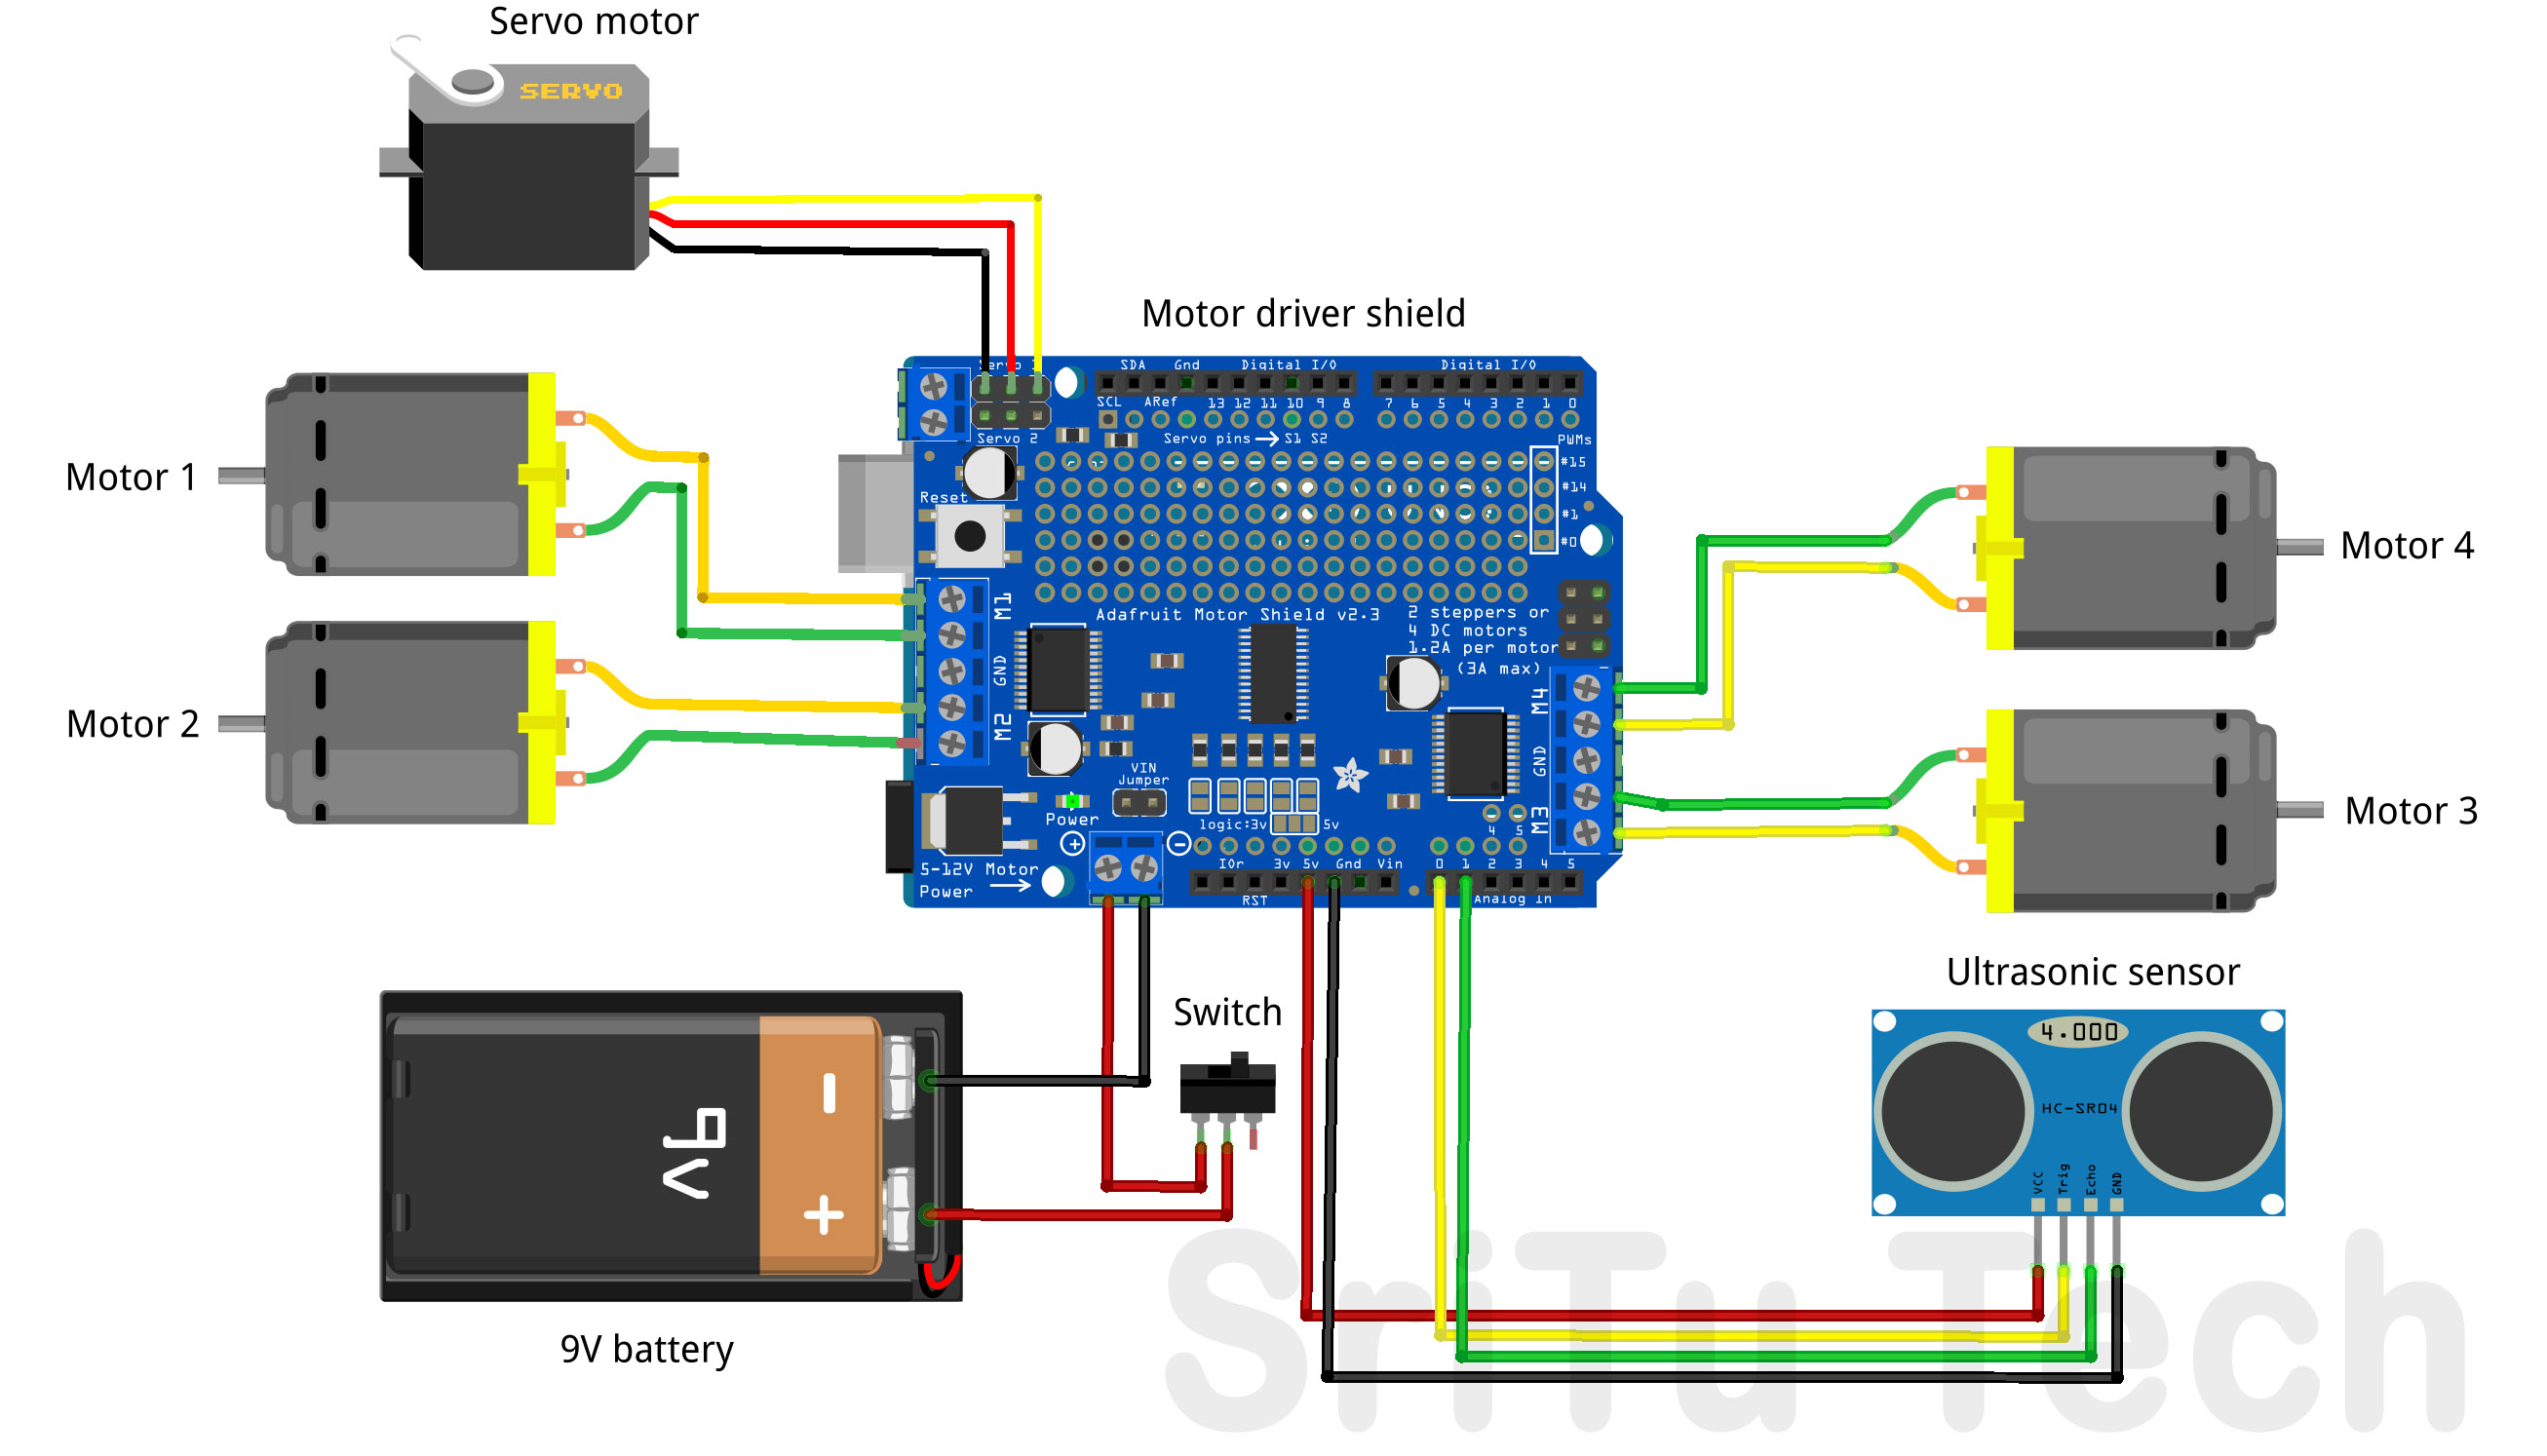 Servo motor
SERVO
Motor driver shield
Servo 1
SDA Gnd Digital I/O Digital I/O
SCL ARef 13 12 11 10 9 8 7 6 5 4 3 2 1 0
Servo 2
Servo pins S1 S2
PWMs
#15
#14
#1
#0
Reset
Motor 1
Motor 2
Motor 4
Motor 3
M1
GND
M2
Adafruit Motor Shield v2.3
2 steppers or
4 DC motors
1.2A per motor
(3A max)
M4
GND
M3
VIN
Jumper
Power
logic:3v 5v
4 5
5-12V Motor
Power
+ -
IOr 3v 5v Gnd Vin 0 1 2 3 4 5
RST
Analog In
Switch
9V
-
+
9V battery
Ultrasonic sensor
4.000
HC-SR04
VCC
Trig
Echo
GND
SriTu Tech